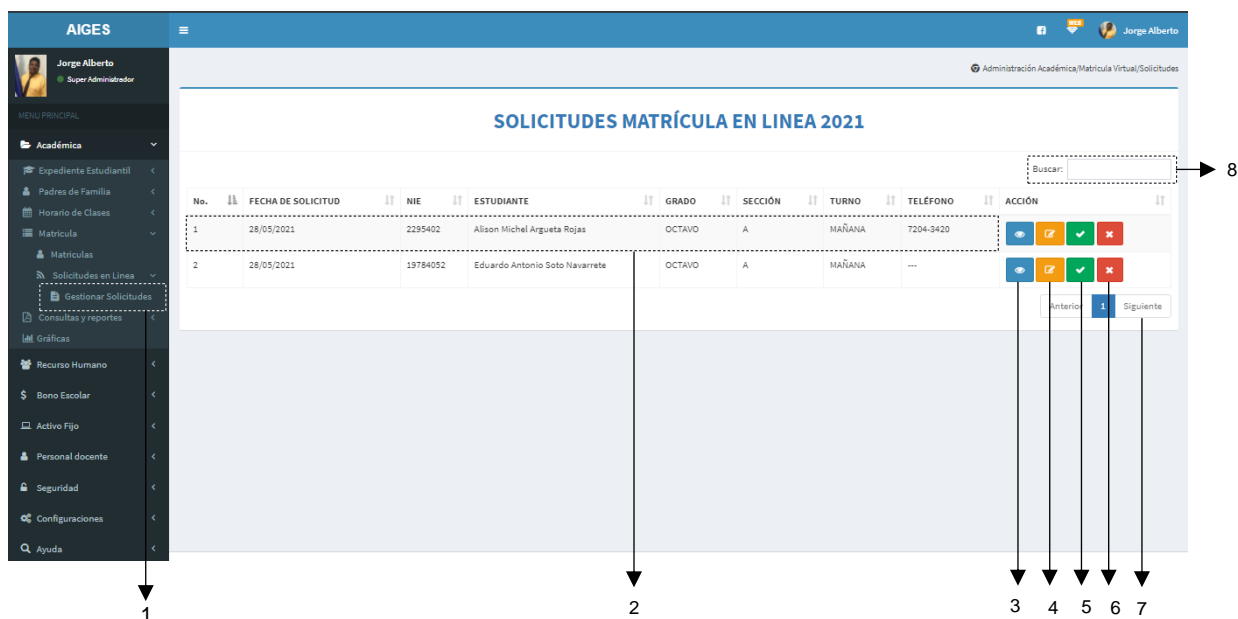 AIGES
WEB
Jorge Alberto
Jorge Alberto
Super Administrador
Administración Académica/Matricula Virtual/Solicitudes
MENU PRINCIPAL
Académica
Expediente Estudiantil
Padres de Familia
Horario de Clases
Matricula
Matriculas
Solicitudes en Linea
Gestionar Solicitudes
Consultas y reportes
Gráficas
Recurso Humano
Bono Escolar
Activo Fijo
Personal docente
Seguridad
Configuraciones
Ayuda
SOLICITUDES MATRÍCULA EN LINEA 2021
Buscar:
8
No. FECHA DE SOLICITUD NIE ESTUDIANTE GRADO SECCIÓN TURNO TELÉFONO ACCIÓN
1 28/05/2021 2295402 Alison Michel Argueta Rojas OCTAVO A MAÑANA 7204-3420
2 28/05/2021 19784052 Eduardo Antonio Soto Navarrete OCTAVO A MAÑANA ---
Anterior 1 Siguiente
1 2 3 4 5 6 7